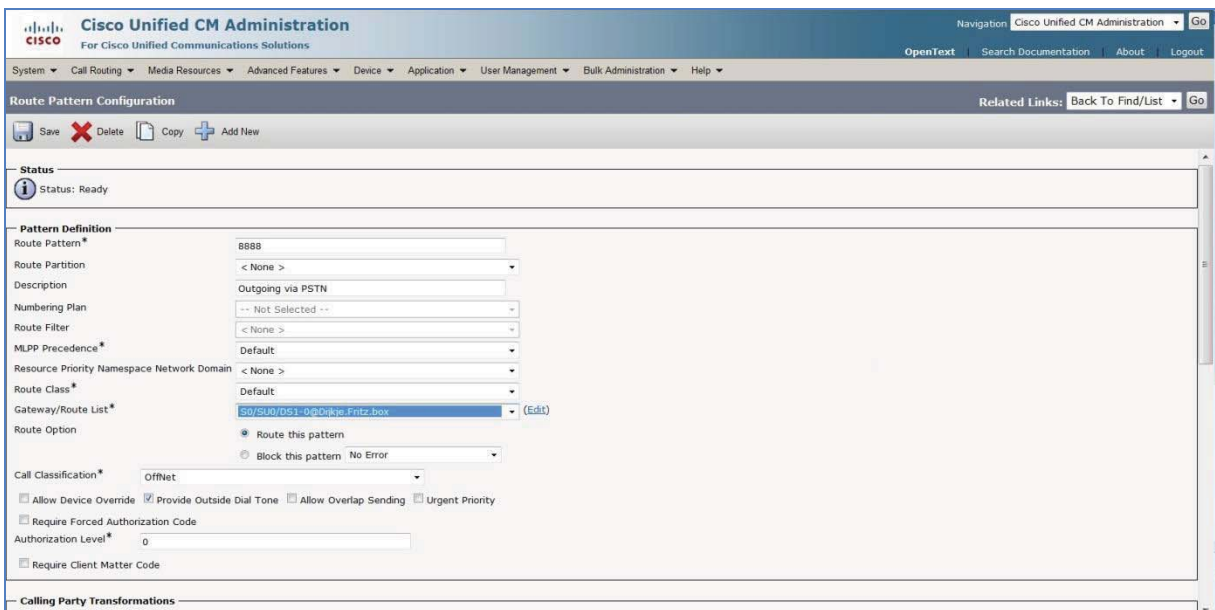 Cisco Unified CM Administration
For Cisco Unified Communications Solutions
CISCO
Navigation Cisco Unified CM Administration Go
OpenText | Search Documentation | About | Logout
System Call Routing Media Resources Advanced Features Device Application User Management Bulk Administration Help
Route Pattern Configuration
Related Links: Back To Find/List Go
Save Delete Copy Add New
Status
Status: Ready
Pattern Definition
Route Pattern* 8888
Route Partition < None >
Description Outgoing via PSTN
Numbering Plan -- Not Selected --
Route Filter < None >
MLPP Precedence* Default
Resource Priority Namespace Network Domain < None >
Route Class* Default
Gateway/Route List* S0/SU0/DS1-0@Drjkje.Fritz.box (Edit)
Route Option Route this pattern
Block this pattern No Error
Call Classification* OffNet
Allow Device Override Provide Outside Dial Tone Allow Overlap Sending Urgent Priority
Require Forced Authorization Code
Authorization Level* 0
Require Client Matter Code
Calling Party Transformations